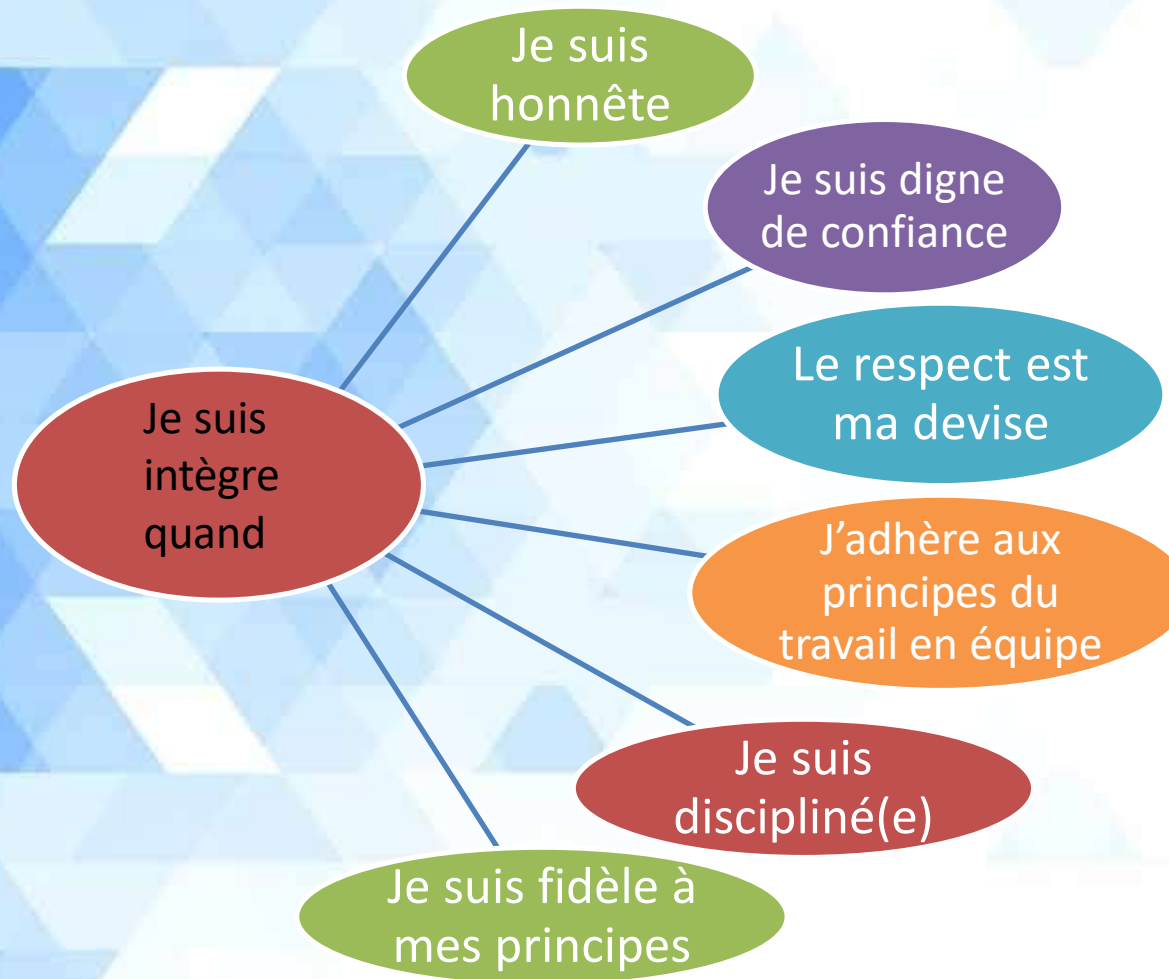 Je suis
honnête
Je suis digne
de confiance
Le respect est
ma devise
Je suis
intègre
quand
J’adhère aux
principes du
travail en équipe
Je suis
discipliné(e)
Je suis fidèle à
mes principes